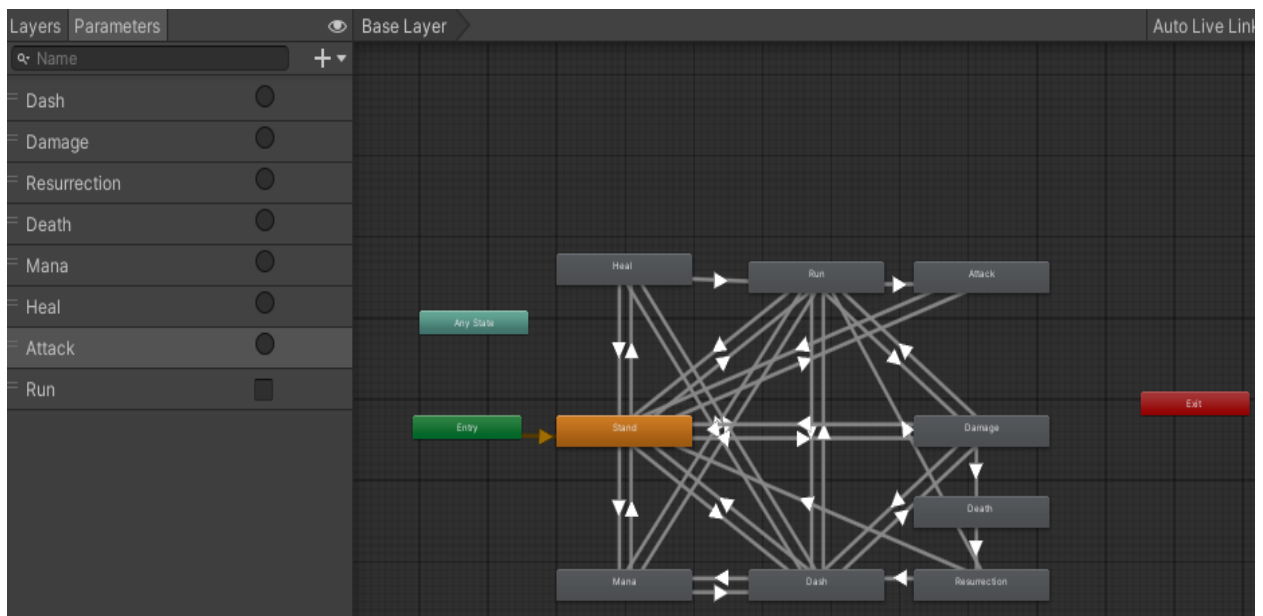 Layers Parameters
Base Layer
Auto Live Link
Name
Dash
Damage
Resurrection
Death
Mana
Heal
Attack
Run
Heal
Run
Attack
Any State
Exit
Entry
Stand
Damage
Death
Mana
Dash
Resurrection